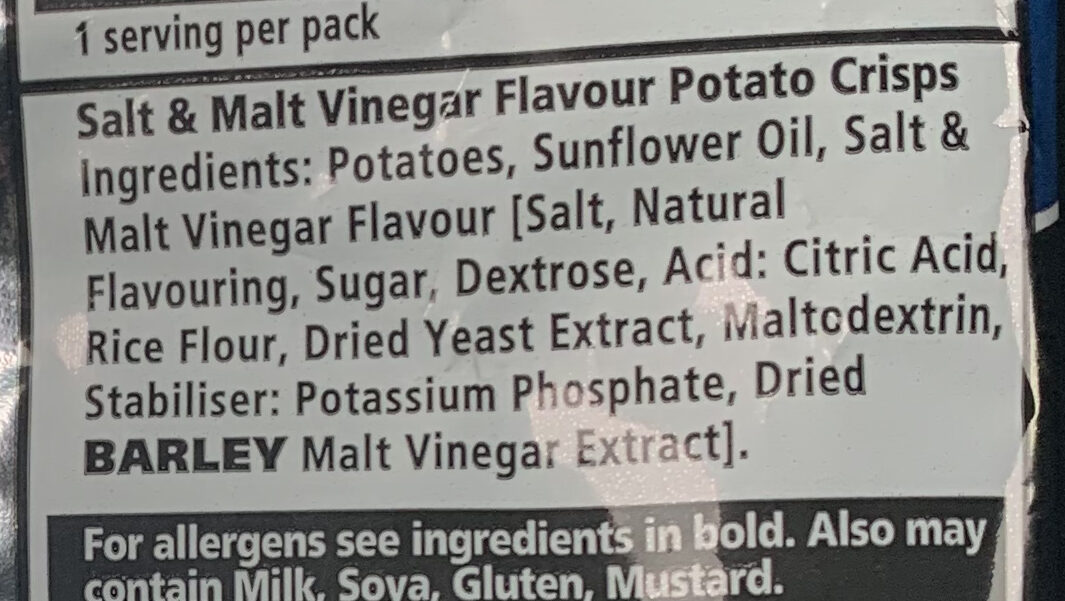 1 serving per pack
Salt & Malt Vinegar Flavour Potato Crisps
Ingredients: Potatoes, Sunflower Oil, Salt &
Malt Vinegar Flavour [Salt, Natural
Flavouring, Sugar, Dextrose, Acid: Citric Acid,
Rice Flour, Dried Yeast Extract, Maltodextrin,
Stabiliser: Potassium Phosphate, Dried
BARLEY Malt Vinegar Extract].
For allergens see ingredients in bold. Also may
contain Milk, Soya, Gluten, Mustard.